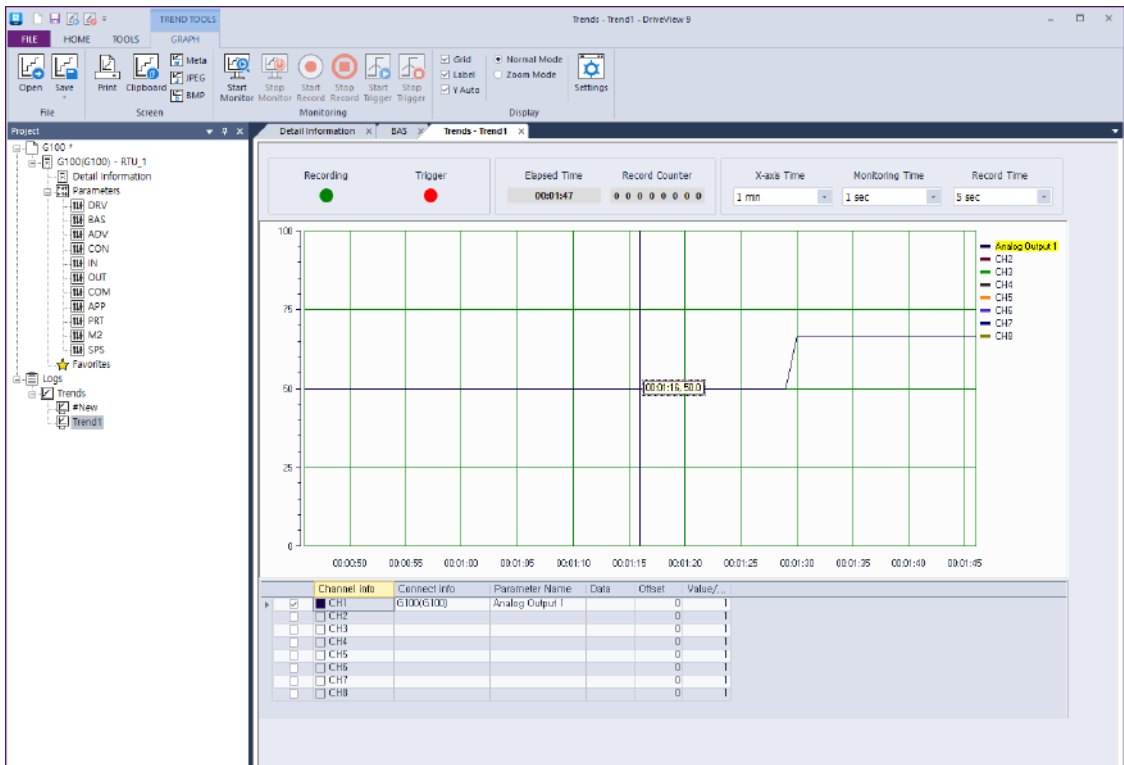 TREND TOOLS
Trends - Trend1 - DriveView 9
FILE HOME TOOLS GRAPH
Open Save Print Clipboard Meta JPEG BMP
Start Monitor Stop Monitor Start Record Stop Record Start Trigger Stop Trigger
Grid Label Y Auto
Normal Mode Zoom Mode
Settings
File Screen Monitoring Display
Project
G100 *
G100(G100) - RTU_1
Detail Information
Parameters
DRV
BAS
ADV
CON
IN
OUT
COM
APP
PRT
M2
SPS
Favorites
Logs
Trends
#New
Trend1
Detail Information BAS Trends - Trend1
Recording Trigger Elapsed Time Record Counter X-axis Time Monitoring Time Record Time
00:01:47 0 0 0 0 0 0 0 0 1 min 1 sec 5 sec
100
75
50
25
0
00:01:16, 50.0
Analog Output 1
CH2
CH3
CH4
CH5
CH6
CH7
CH8
00:00:50 00:00:55 00:01:00 00:01:05 00:01:10 00:01:15 00:01:20 00:01:25 00:01:30 00:01:35 00:01:40 00:01:45
Channel info Connect info Parameter Name Data Offset Value/...
CH1 G100(G100) Analog Output 1 0 1
CH2 0 1
CH3 0 1
CH4 0 1
CH5 0 1
CH6 0 1
CH7 0 1
CH8 0 1